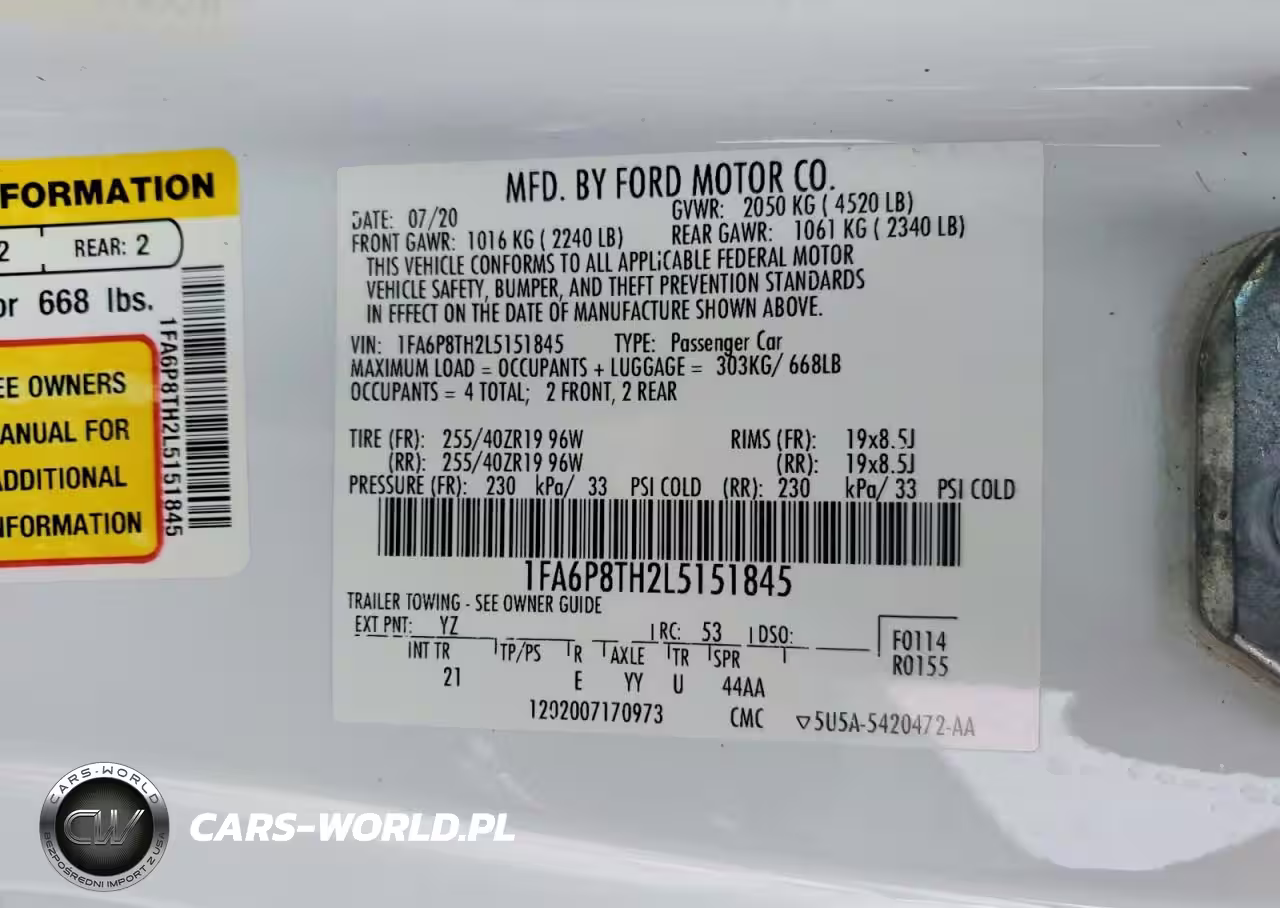 FORMATION
2 REAR: 2
or 668 lbs.
EE OWNERS
ANUAL FOR
ADDITIONAL
NFORMATION
1FA6P8TH2L5151845
MFD. BY FORD MOTOR CO.
DATE: 07/20 GVWR: 2050 KG ( 4520 LB)
FRONT GAWR: 1016 KG ( 2240 LB) REAR GAWR: 1061 KG ( 2340 LB)
THIS VEHICLE CONFORMS TO ALL APPLICABLE FEDERAL MOTOR
VEHICLE SAFETY, BUMPER, AND THEFT PREVENTION STANDARDS
IN EFFECT ON THE DATE OF MANUFACTURE SHOWN ABOVE.
VIN: 1FA6P8TH2L5151845 TYPE: Passenger Car
MAXIMUM LOAD = OCCUPANTS + LUGGAGE = 303KG/ 668LB
OCCUPANTS = 4 TOTAL; 2 FRONT, 2 REAR
TIRE (FR): 255/40ZR19 96W RIMS (FR): 19x8.5J
(RR): 255/40ZR19 96W (RR): 19x8.5J
PRESSURE (FR): 230 kPa/ 33 PSI COLD (RR): 230 kPa/ 33 PSI COLD
1FA6P8TH2L5151845
TRAILER TOWING - SEE OWNER GUIDE
EXT PNT: YZ RC: 53 DSO:
F0114
INT TR TP/PS R AXLE TR SPR
R0155
21 E YY U 44AA
1202007170973 CMC ▽5U5A-5420472-AA
CARS-WORLD
CW
BEZPOŚREDNI IMPORT Z USA
CARS-WORLD.PL